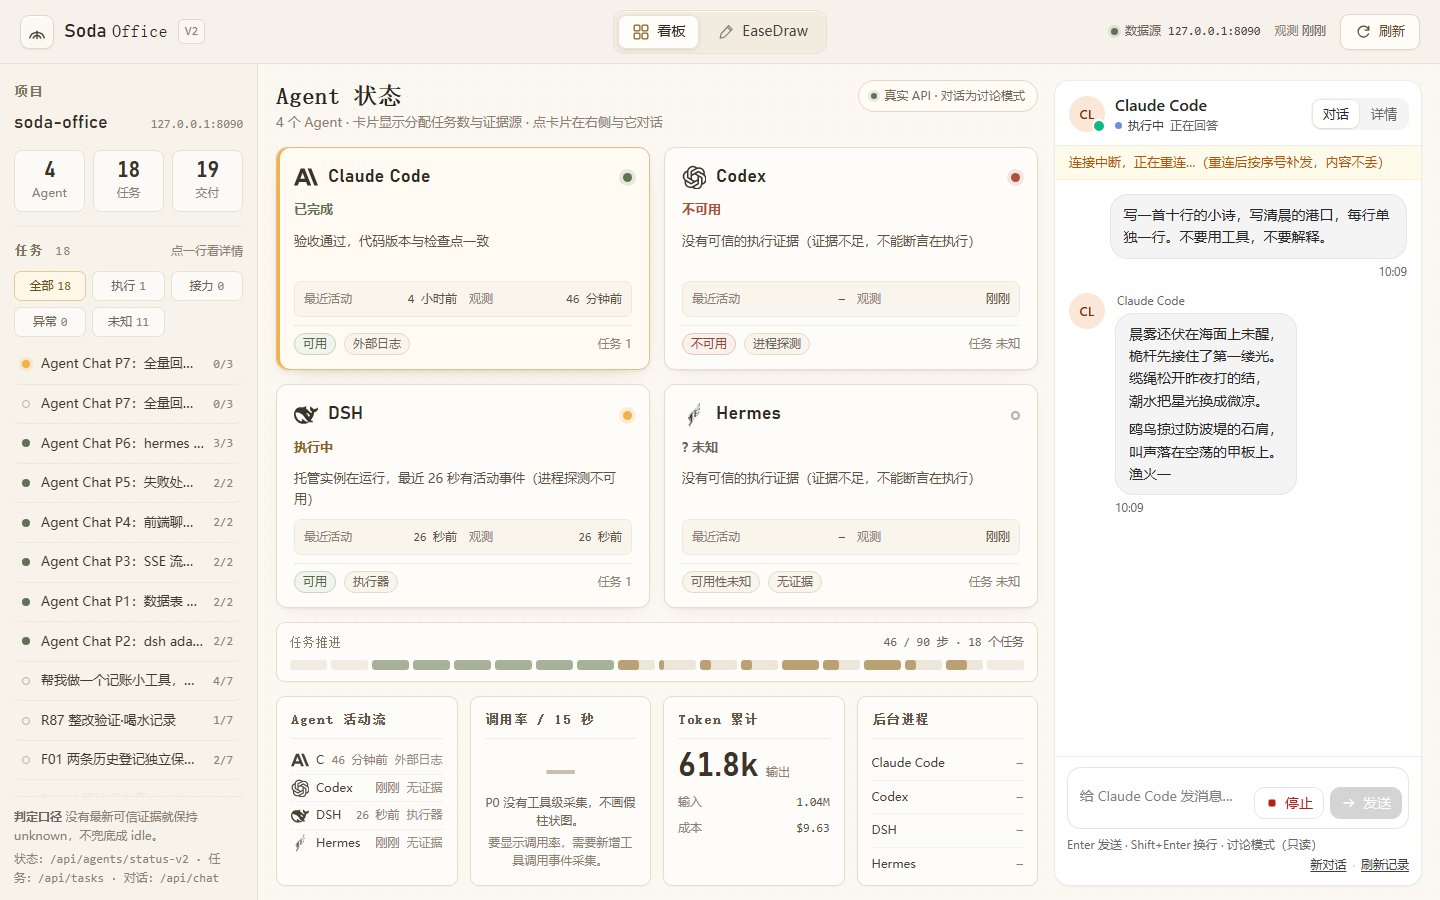 Soda Office V2
看板
EaseDraw
数据源 127.0.0.1:8090
观测 刚刚
刷新
项目
soda-office 127.0.0.1:8090
4 Agent
18 任务
19 交付
任务 18 点一行看详情
全部 18
执行 1
接力 0
异常 0
未知 11
Agent Chat P7：全量回... 0/3
Agent Chat P7：全量回... 0/3
Agent Chat P6：hermes ... 3/3
Agent Chat P5：失败处... 2/2
Agent Chat P4：前端聊... 2/2
Agent Chat P3：SSE 流... 2/2
Agent Chat P1：数据表 ... 2/2
Agent Chat P2：dsh ada... 2/2
帮我做一个记账小工具，... 4/7
R87 整改验证·喝水记录 1/7
F01 两条历史登记独立保... 2/7
判定口径 没有最新可信证据就保持
unknown，不兜底成 idle。
状态：/api/agents/status-v2 · 任
务：/api/tasks · 对话：/api/chat
Agent 状态
4 个 Agent · 卡片显示分配任务数与证据源 · 点卡片在右侧与它对话
真实 API · 对话为讨论模式
Claude Code
已完成
验收通过，代码版本与检查点一致
最近活动 4 小时前 观测 46 分钟前
可用 外部日志 任务 1
Codex
不可用
没有可信的执行证据（证据不足，不能断言在执行）
最近活动 — 观测 刚刚
不可用 进程探测 任务 未知
DSH
执行中
托管实例在运行，最近 26 秒有活动事件（进程探测不可
用）
最近活动 26 秒前 观测 26 秒前
可用 执行器 任务 1
Hermes
? 未知
没有可信的执行证据（证据不足，不能断言在执行）
最近活动 — 观测 刚刚
可用性未知 无证据 任务 未知
任务推进 46 / 90 步 · 18 个任务
Agent 活动流
C 46 分钟前 外部日志
Codex 刚刚 无证据
DSH 26 秒前 执行器
Hermes 刚刚 无证据
调用率 / 15 秒
—
P0 没有工具级采集，不画假
柱状图。
要显示调用率，需要新增工
具调用事件采集。
Token 累计
61.8k 输出
输入 1.04M
成本 $9.63
后台进程
Claude Code —
Codex —
DSH —
Hermes —
CL
Claude Code
执行中 正在回答
对话 详情
连接中断，正在重连...（重连后按序号补发，内容不丢）
写一首十行的小诗，写清晨的港口，每行单
独一行。不要用工具，不要解释。
10:09
CL
Claude Code
晨雾还伏在海面上未醒，
桅杆先接住了第一缕光。
缆绳松开昨夜打的结，
潮水把星光换成微凉。
鸥鸟掠过防波堤的石肩，
叫声落在空荡的甲板上。
渔火一
10:09
给 Claude Code 发消息...
停止
发送
Enter 发送 · Shift+Enter 换行 · 讨论模式（只读）
新对话 · 刷新记录